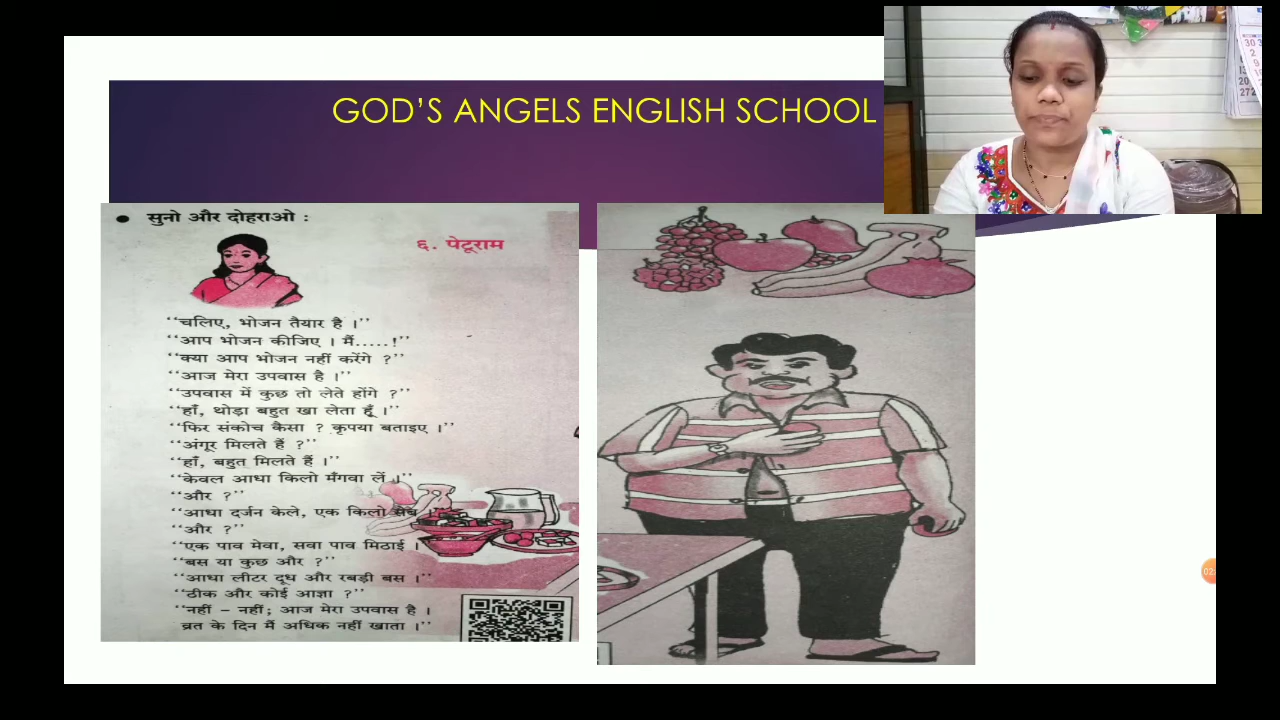 GOD'S ANGELS ENGLISH SCHOOL
● सुनो और दोहराओ :
६. पेटूराम
“चलिए, भोजन तैयार है ।”
“आप भोजन कीजिए । मैं.....!”
“क्या आप भोजन नहीं करेंगे ?”
“आज मेरा उपवास है ।”
“उपवास में कुछ तो लेते होंगे ?”
“हाँ, थोड़ा बहुत खा लेता हूँ ।”
“फिर संकोच कैसा ? कृपया बताइए ।”
“अंगूर मिलते हैं ?”
“हाँ, बहुत मिलते हैं ।”
“केवल आधा किलो मँगवा लें ।”
“और ?”
“आधा दर्जन केले, एक किलो सेब ।
“और ?”
“एक पाव मेवा, सवा पाव मिठाई ।
“बस या कुछ और ?”
“आधा लीटर दूध और रबड़ी बस ।”
“ठीक और कोई आज्ञा ?”
“नहीं – नहीं; आज मेरा उपवास है ।
व्रत के दिन मैं अधिक नहीं खाता ।”